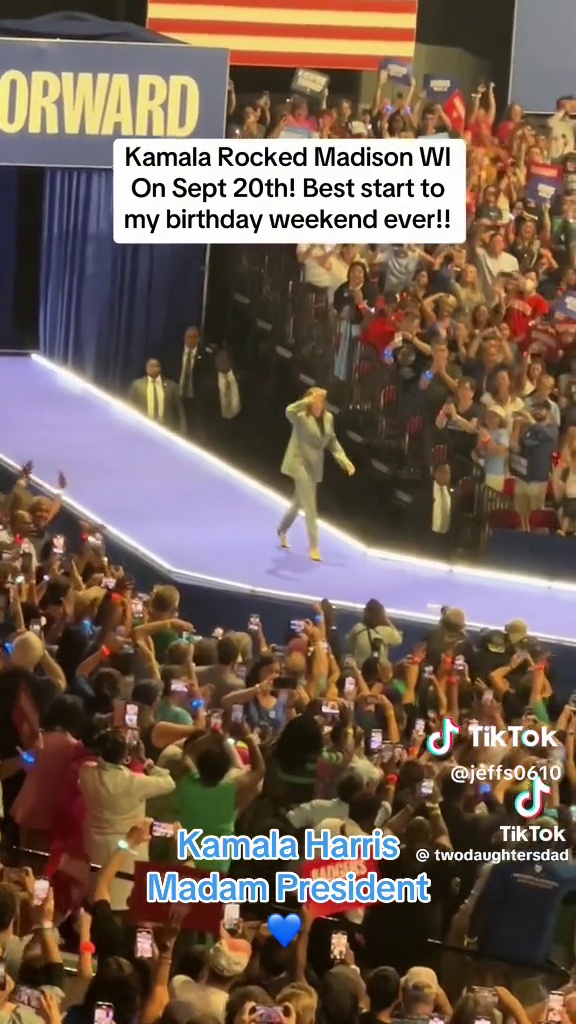 ORWARD
Kamala Rocked Madison WI
On Sept 20th! Best start to
my birthday weekend ever!!
TikTok
@jeffs0610
TikTok
@ twodaughtersdad
Kamala Harris
Madam President
BADGERS